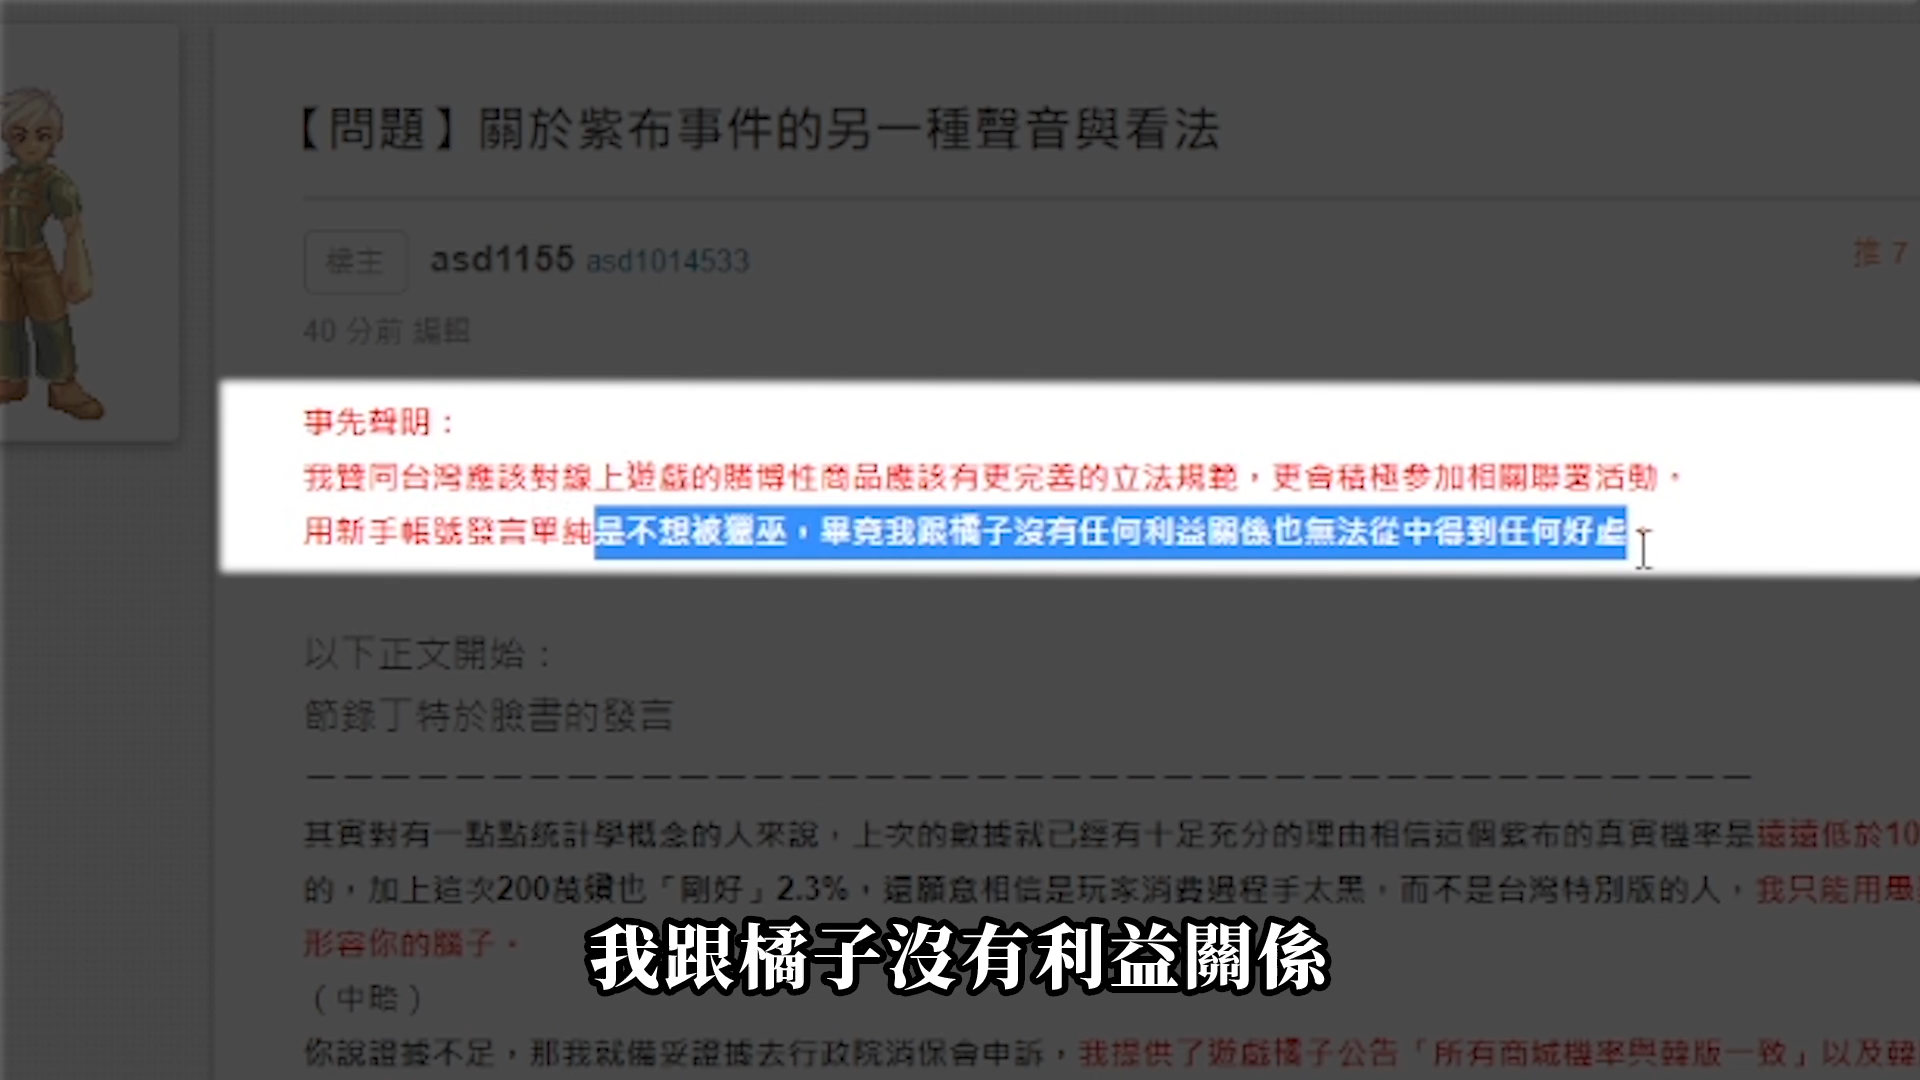 【問題】關於紫布事件的另一種聲音與看法
樓主 asd1155 asd1014533
推 7
40 分前 編輯
事先聲明：
我贊同台灣應該對線上遊戲的賭博性商品應該有更完善的立法規範，更會積極參加相關聯署活動。
用新手帳號發言單純是不想被獵巫，畢竟我跟橘子沒有任何利益關係也無法從中得到任何好處
以下正文開始：
節錄丁特於臉書的發言
————————————————————————————————————————
其實對有一點點統計學概念的人來說，上次的數據就已經有十足充分的理由相信這個紫布的真實機率是遠遠低於10
的，加上這次200萬鑽也「剛好」2.3%，還願意相信是玩家消費過程手太黑，而不是台灣特別版的人，我只能用愚
形容你的腦子。
（中略）
你說證據不足，那我就備妥證據去行政院消保會申訴，我提供了遊戲橘子公告「所有商城機率與韓版一致」以及韓
我跟橘子沒有利益關係